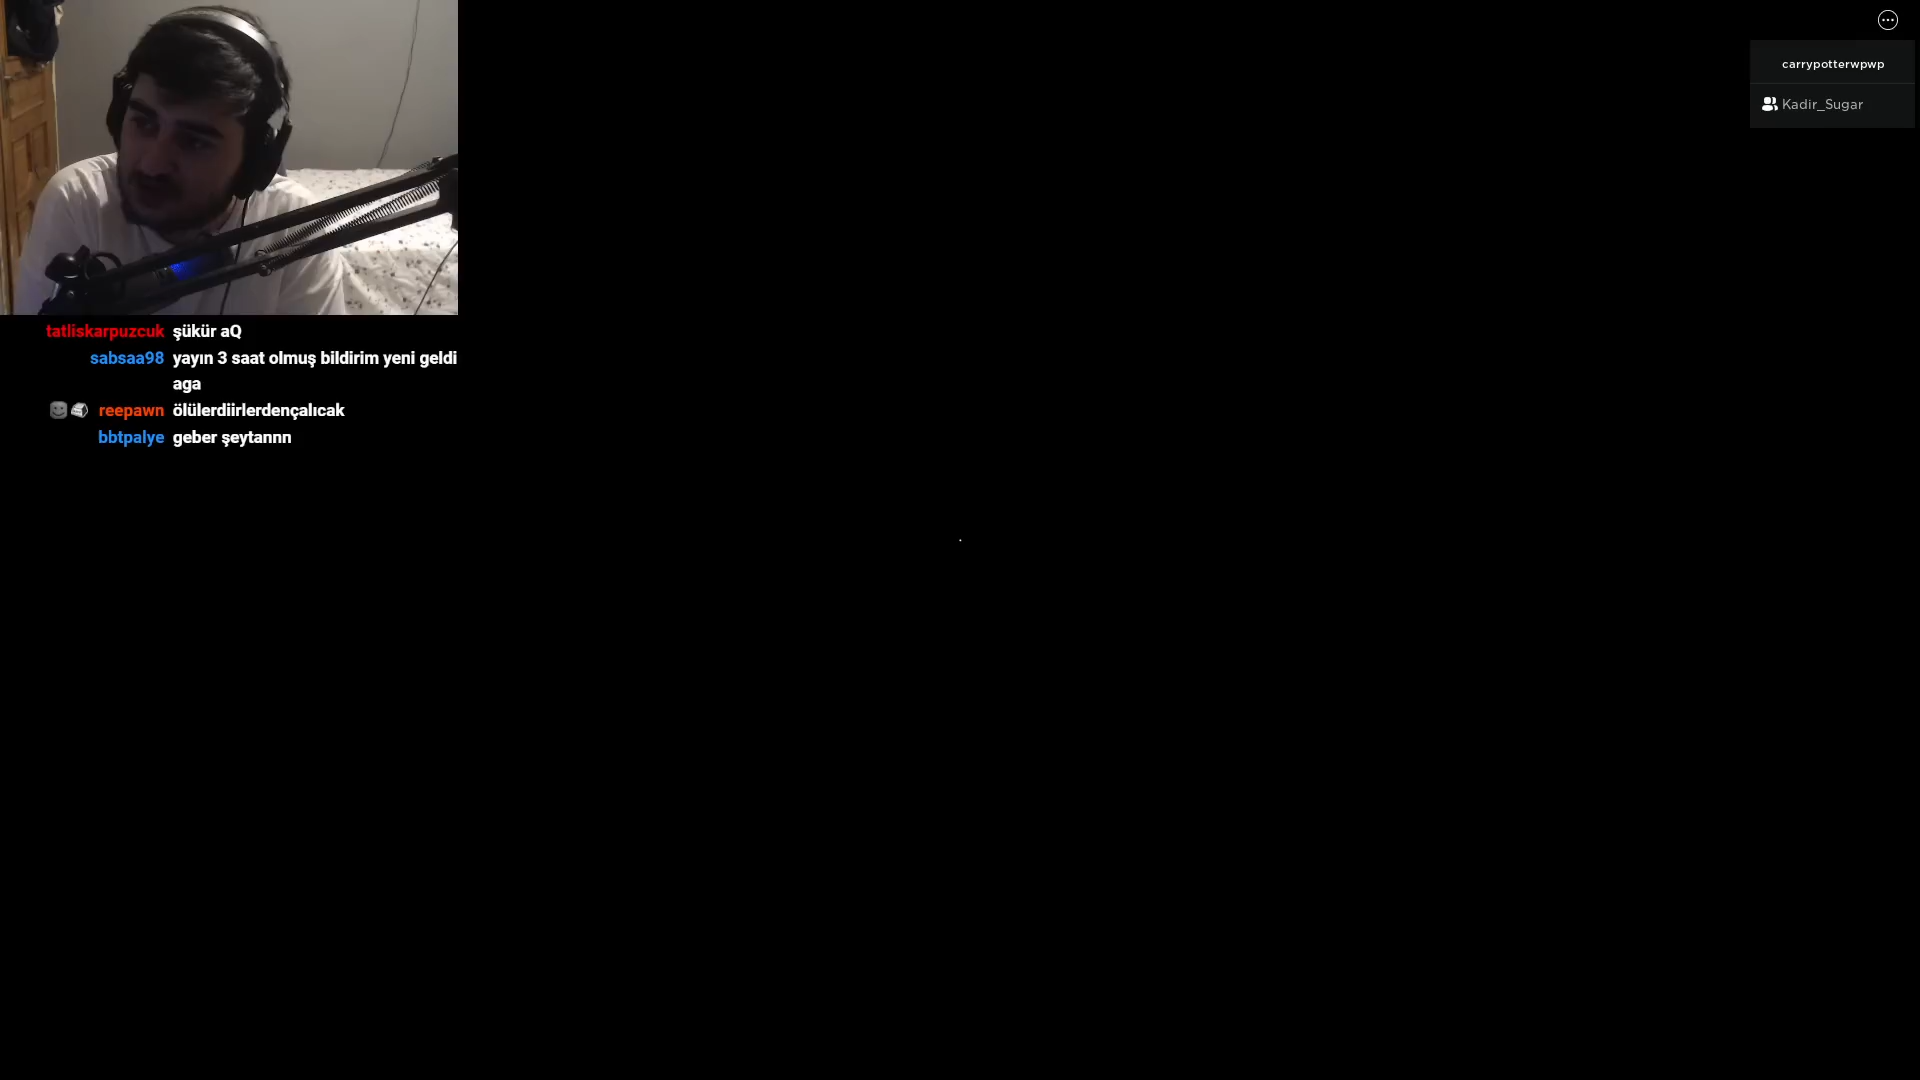 carrypotterwpwp
Kadir_Sugar
tatliskarpuzcuk şükür aQ
sabsaa98 yayın 3 saat olmuş bildirim yeni geldi
aga
reepawn ölülerdiirlerdençalıcak
bbtpalye geber şeytannn